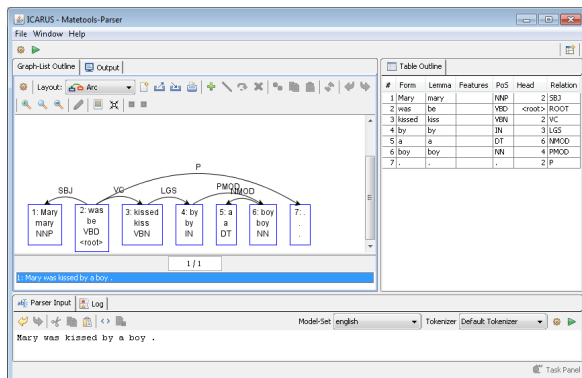 ICARUS - Matetools-Parser
File Window Help
Graph-List Outline Output
Layout: Arc
P
SBJ VC LGS PMOD NMOD
1: Mary 2: was 3: kissed 4: by 5: a 6: boy 7: .
mary be kiss by a boy .
NNP VBD VBN IN DT NN .
<root>
1 / 1
1: Mary was kissed by a boy .
Table Outline
# Form Lemma Features PoS Head Relation
1 Mary mary NNP 2 SBJ
2 was be VBD <root> ROOT
3 kissed kiss VBN 2 VC
4 by by IN 3 LGS
5 a a DT 6 NMOD
6 boy boy NN 4 PMOD
7 . . . 2 P
Parser Input Log
Model-Set english Tokenizer Default Tokenizer
Mary was kissed by a boy .
Task Panel